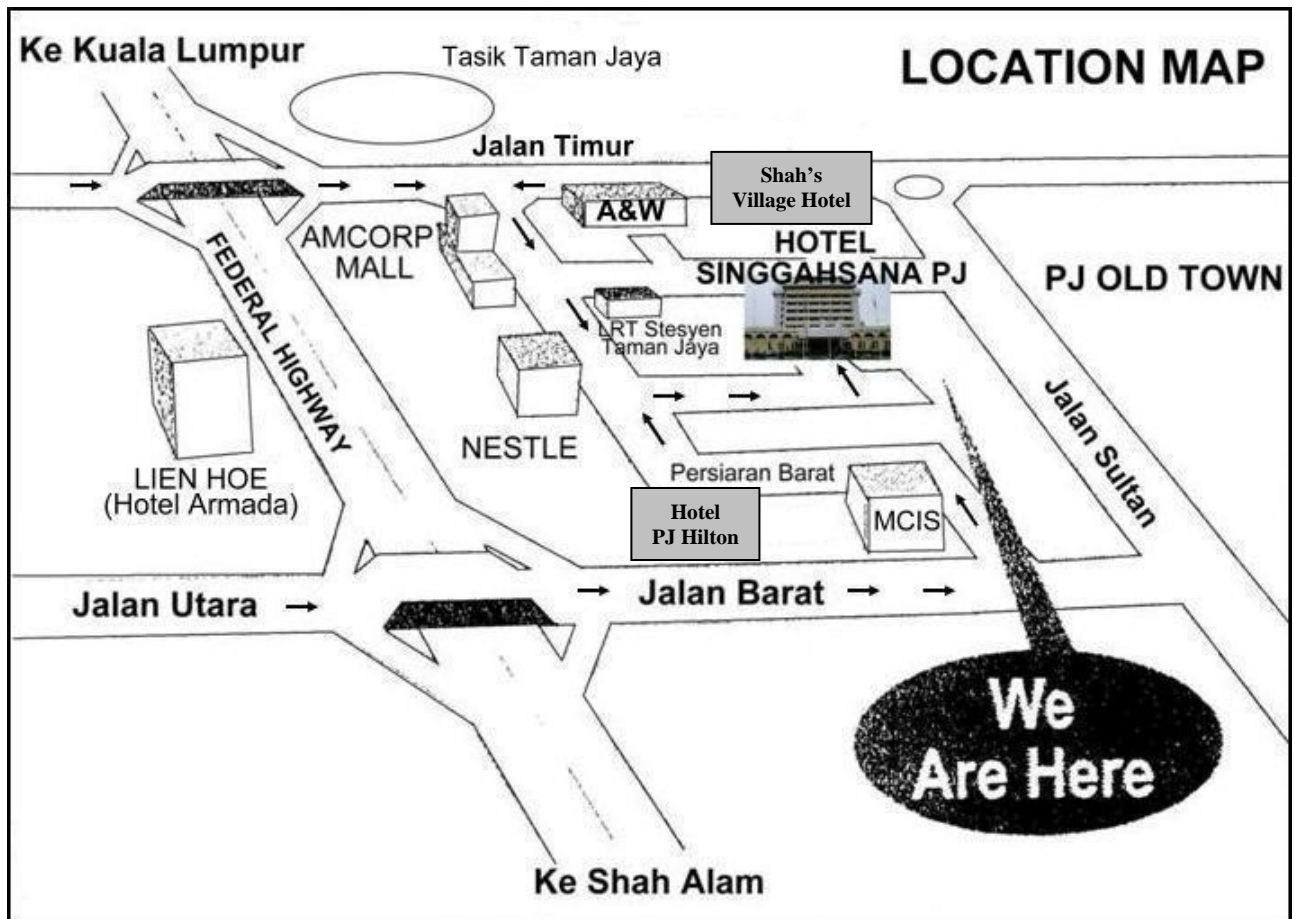 Ke Kuala Lumpur
Tasik Taman Jaya
LOCATION MAP
Jalan Timur
Shah's
Village Hotel
A&W
AMCORP
MALL
HOTEL
SINGGAHSANA PJ
PJ OLD TOWN
FEDERAL HIGHWAY
LRT Stesyen
Taman Jaya
Jalan Sultan
NESTLE
LIEN HOE
(Hotel Armada)
Persiaran Barat
Hotel
PJ Hilton
MCIS
Jalan Utara
Jalan Barat
We
Are Here
Ke Shah Alam